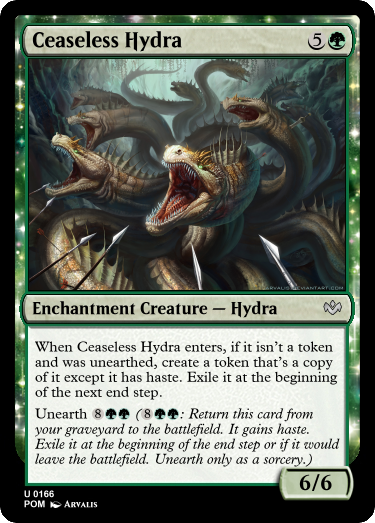 Ceaseless Hydra 5
ARVALIS.DEVIANTART.COM
Enchantment Creature — Hydra
When Ceaseless Hydra enters, if it isn't a token
and was unearthed, create a token that's a copy
of it except it has haste. Exile it at the beginning
of the next end step.
Unearth 8 (8: Return this card from
your graveyard to the battlefield. It gains haste.
Exile it at the beginning of the end step or if it would
leave the battlefield. Unearth only as a sorcery.)
6/6
U 0166
POM Arvalis